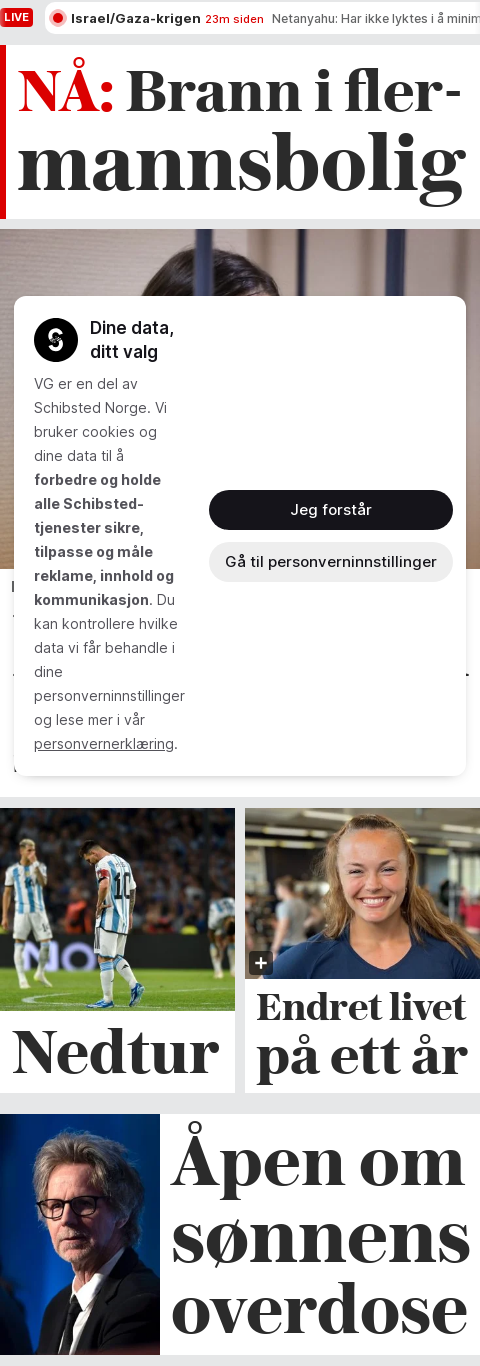 LIVE
Israel/Gaza-krigen 23m siden Netanyahu: Har ikke lyktes i å minim
NÅ: Brann i fler-
mannsbolig
Dine data,
ditt valg
VG er en del av
Schibsted Norge. Vi
bruker cookies og
dine data til å
forbedre og holde
alle Schibsted-
tjenester sikre,
tilpasse og måle
reklame, innhold og
kommunikasjon. Du
kan kontrollere hvilke
data vi får behandle i
dine
personverninnstillinger
og lese mer i vår
personvernerklæring.
Jeg forstår
Gå til personverninnstillinger
10
Nedtur
Endret livet
på ett år
Åpen om
sønnens
overdose